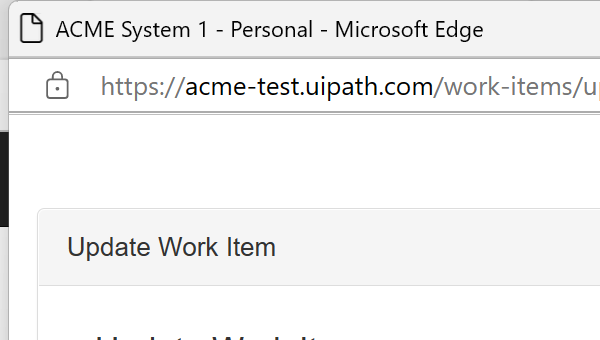 ACME System 1 - Personal - Microsoft Edge
https://acme-test.uipath.com/work-items/u
Update Work Item